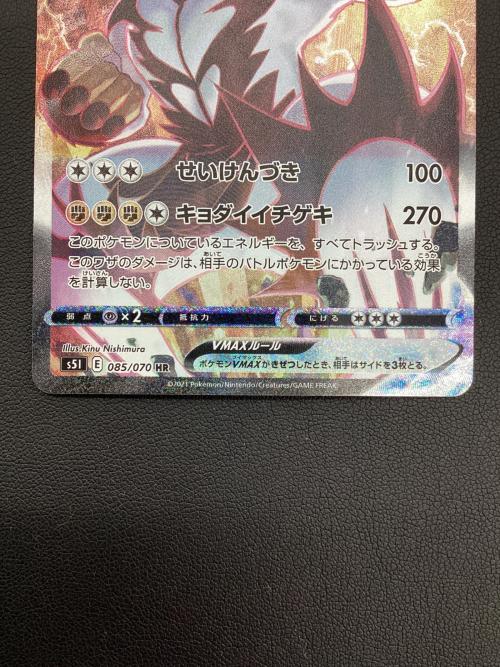 せいけんづき 100
キョダイイチゲキ 270
このポケモンについているエネルギーを、すべてトラッシュする。
このワザのダメージは、相手のバトルポケモンにかかっている効果
を計算しない。
弱点 ×2 抵抗力 にげる
Illus.Kinu Nishimura
VMAXルール
s5I E 085/070 HR
ポケモンVMAXがきぜつしたとき、相手はサイドを3枚とる。
©2021 Pokémon/Nintendo/Creatures/GAME FREAK